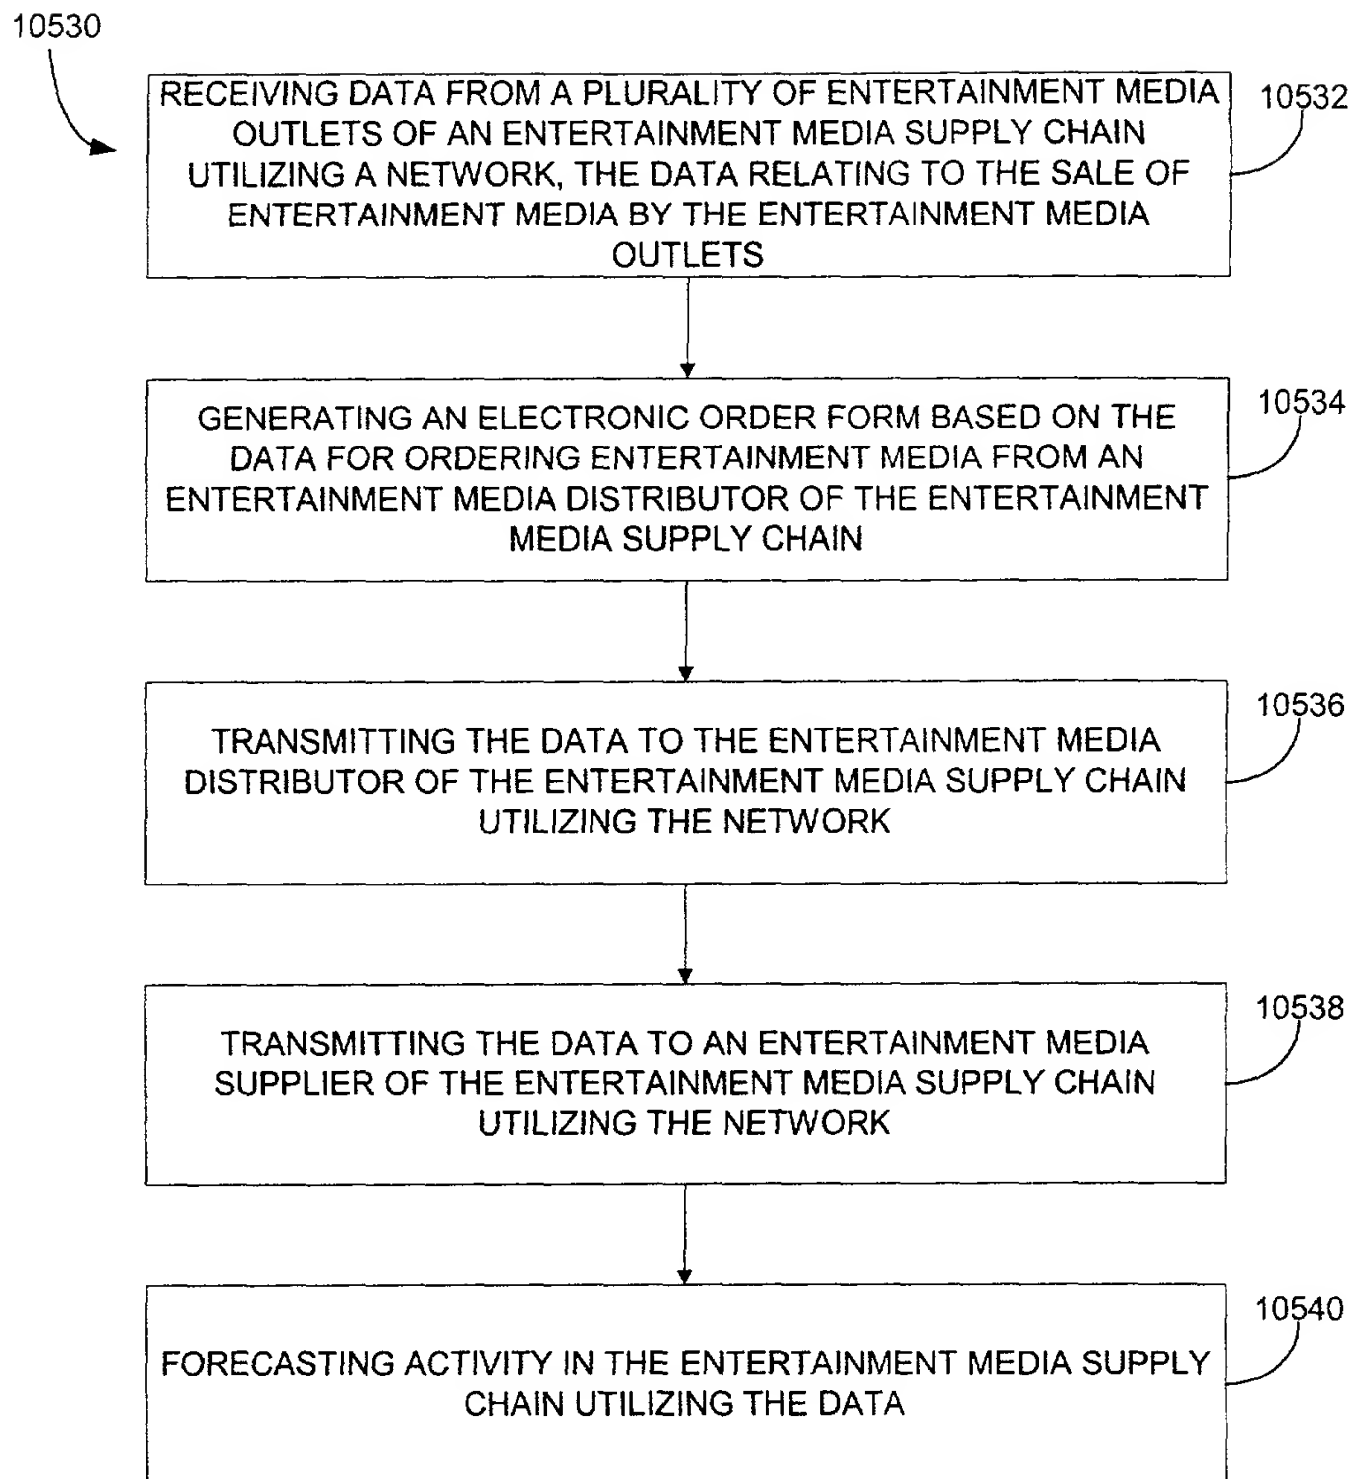 10530
RECEIVING DATA FROM A PLURALITY OF ENTERTAINMENT MEDIA
OUTLETS OF AN ENTERTAINMENT MEDIA SUPPLY CHAIN
UTILIZING A NETWORK, THE DATA RELATING TO THE SALE OF
ENTERTAINMENT MEDIA BY THE ENTERTAINMENT MEDIA
OUTLETS
10532
GENERATING AN ELECTRONIC ORDER FORM BASED ON THE
DATA FOR ORDERING ENTERTAINMENT MEDIA FROM AN
ENTERTAINMENT MEDIA DISTRIBUTOR OF THE ENTERTAINMENT
MEDIA SUPPLY CHAIN
10534
TRANSMITTING THE DATA TO THE ENTERTAINMENT MEDIA
DISTRIBUTOR OF THE ENTERTAINMENT MEDIA SUPPLY CHAIN
UTILIZING THE NETWORK
10536
TRANSMITTING THE DATA TO AN ENTERTAINMENT MEDIA
SUPPLIER OF THE ENTERTAINMENT MEDIA SUPPLY CHAIN
UTILIZING THE NETWORK
10538
FORECASTING ACTIVITY IN THE ENTERTAINMENT MEDIA SUPPLY
CHAIN UTILIZING THE DATA
10540